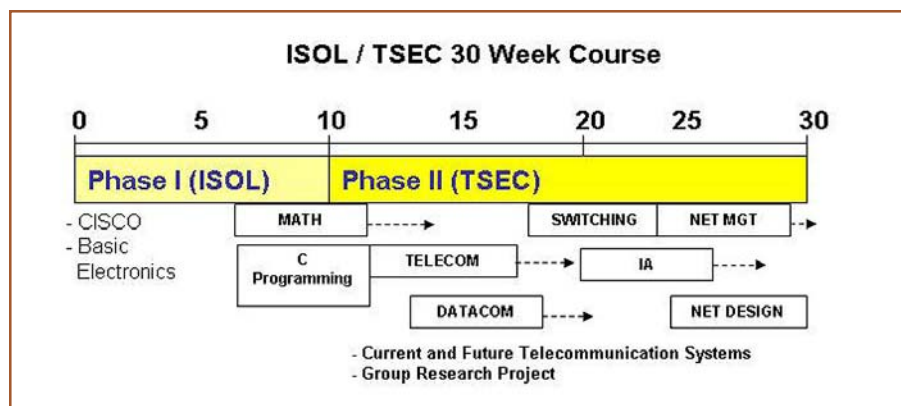 ISOL / TSEC 30 Week Course
0 5 10 15 20 25 30
Phase I (ISOL) Phase II (TSEC)
- CISCO
- Basic
Electronics
MATH
SWITCHING
NET MGT
C
Programming
TELECOM
IA
DATACOM
NET DESIGN
- Current and Future Telecommunication Systems
- Group Research Project